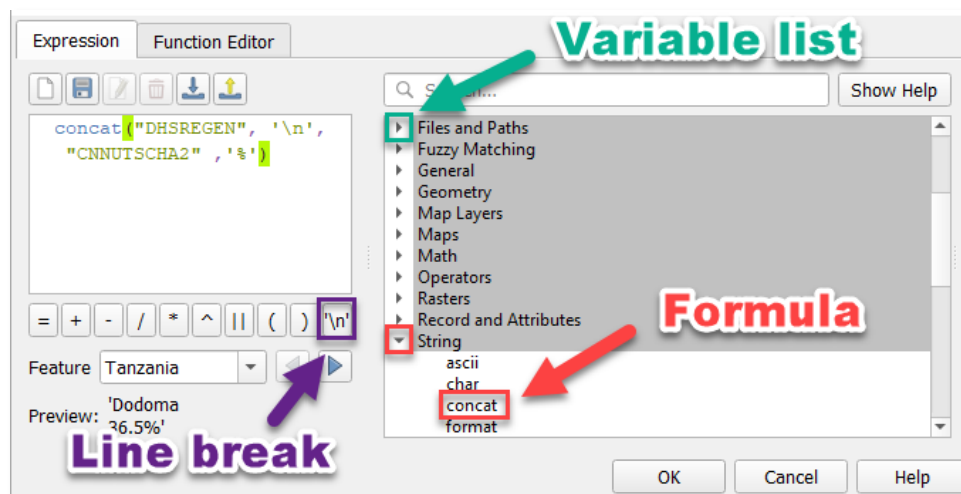 Expression
Function Editor
Variable list
Show Help
concat("DHSREGEN", '\n',
"CNNUTSCHA2" ,'%')
Files and Paths
Fuzzy Matching
General
Geometry
Map Layers
Maps
Math
Operators
Rasters
Record and Attributes
String
ascii
char
concat
format
Formula
= + - / * ^ || ( ) '\n'
Feature Tanzania
Preview: 'Dodoma
36.5%'
Line break
OK
Cancel
Help